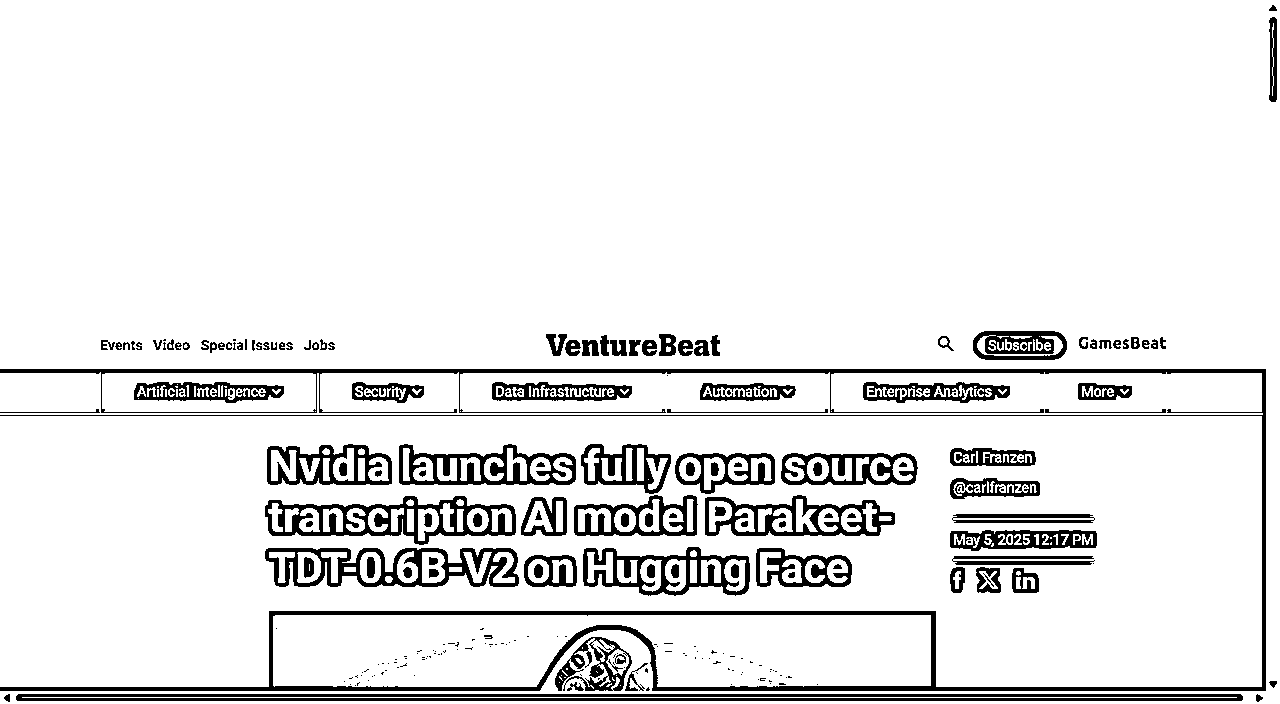 Events Video Special Issues Jobs
VentureBeat
Subscribe
GamesBeat
Artificial Intelligence Security Data Infrastructure Automation Enterprise Analytics More
Nvidia launches fully open source
transcription AI model Parakeet-
TDT-0.6B-V2 on Hugging Face
Carl Franzen
@carlfranzen
May 5, 2025 12:17 PM